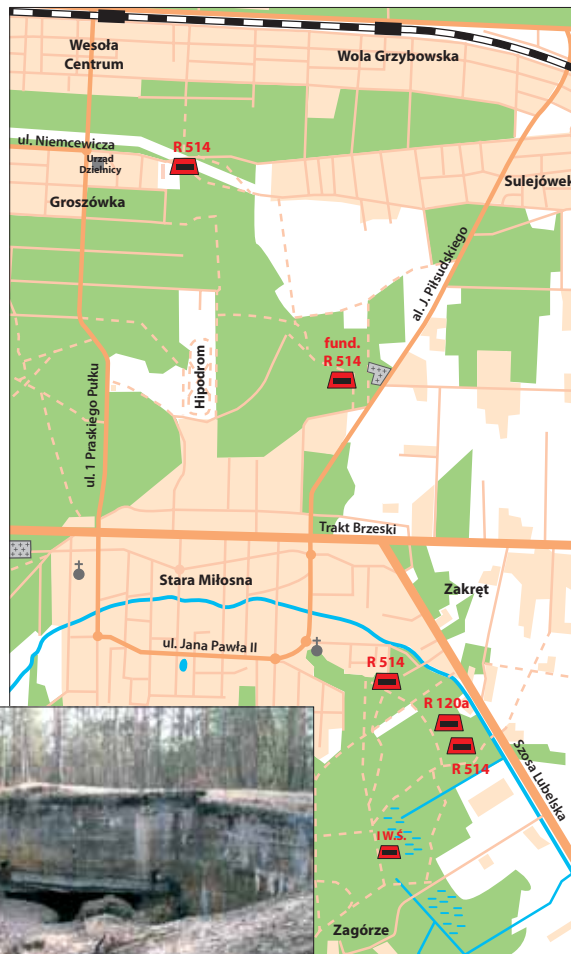 Wesoła
Centrum
Wola Grzybowska
ul. Niemcewicza
R 514
Urząd
Dzielnicy
Sulejówek
Groszówka
al. J. Piłsudskiego
fund.
R 514
Hipodrom
ul. 1 Praskiego Pułku
Trakt Brzeski
Stara Miłosna
Zakręt
ul. Jana Pawła II
R 514
R 120a
R 514
Szosa Lubelska
I W.Ś.
Zagórze